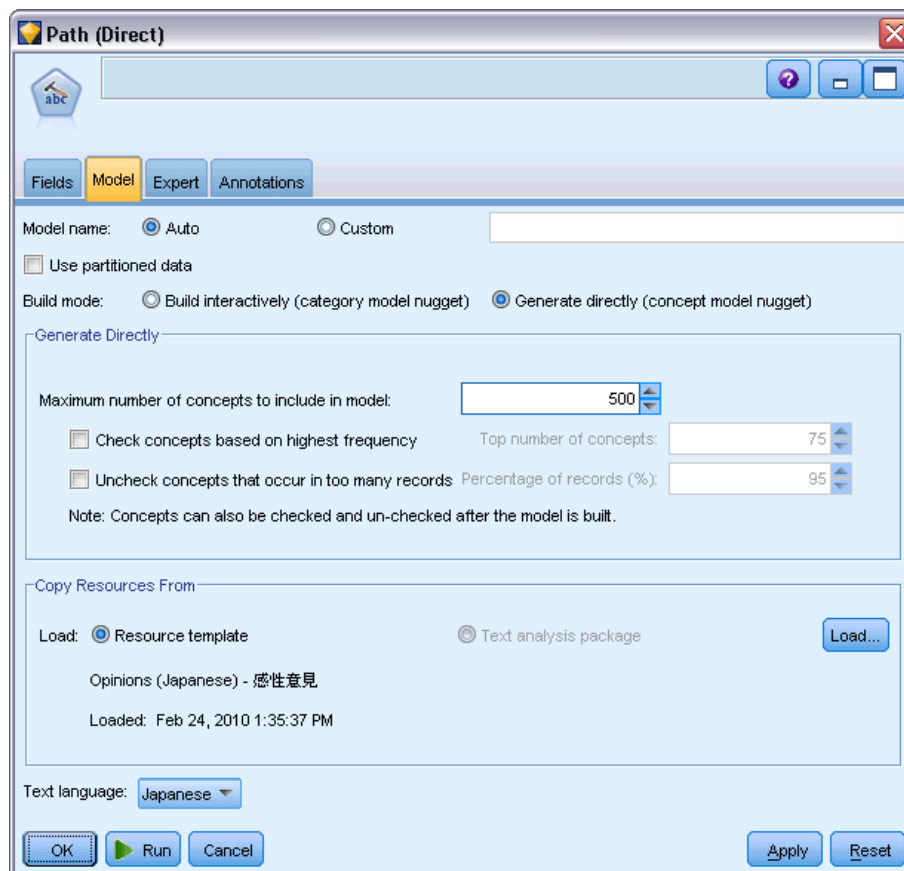 Path (Direct)
abc
Fields Model Expert Annotations
Model name: Auto Custom
Use partitioned data
Build mode: Build interactively (category model nugget) Generate directly (concept model nugget)
Generate Directly
Maximum number of concepts to include in model: 500
Check concepts based on highest frequency Top number of concepts: 75
Uncheck concepts that occur in too many records Percentage of records (%): 95
Note: Concepts can also be checked and un-checked after the model is built.
Copy Resources From
Load: Resource template Text analysis package Load...
Opinions (Japanese) - 感性意見
Loaded: Feb 24, 2010 1:35:37 PM
Text language: Japanese
OK Run Cancel Apply Reset